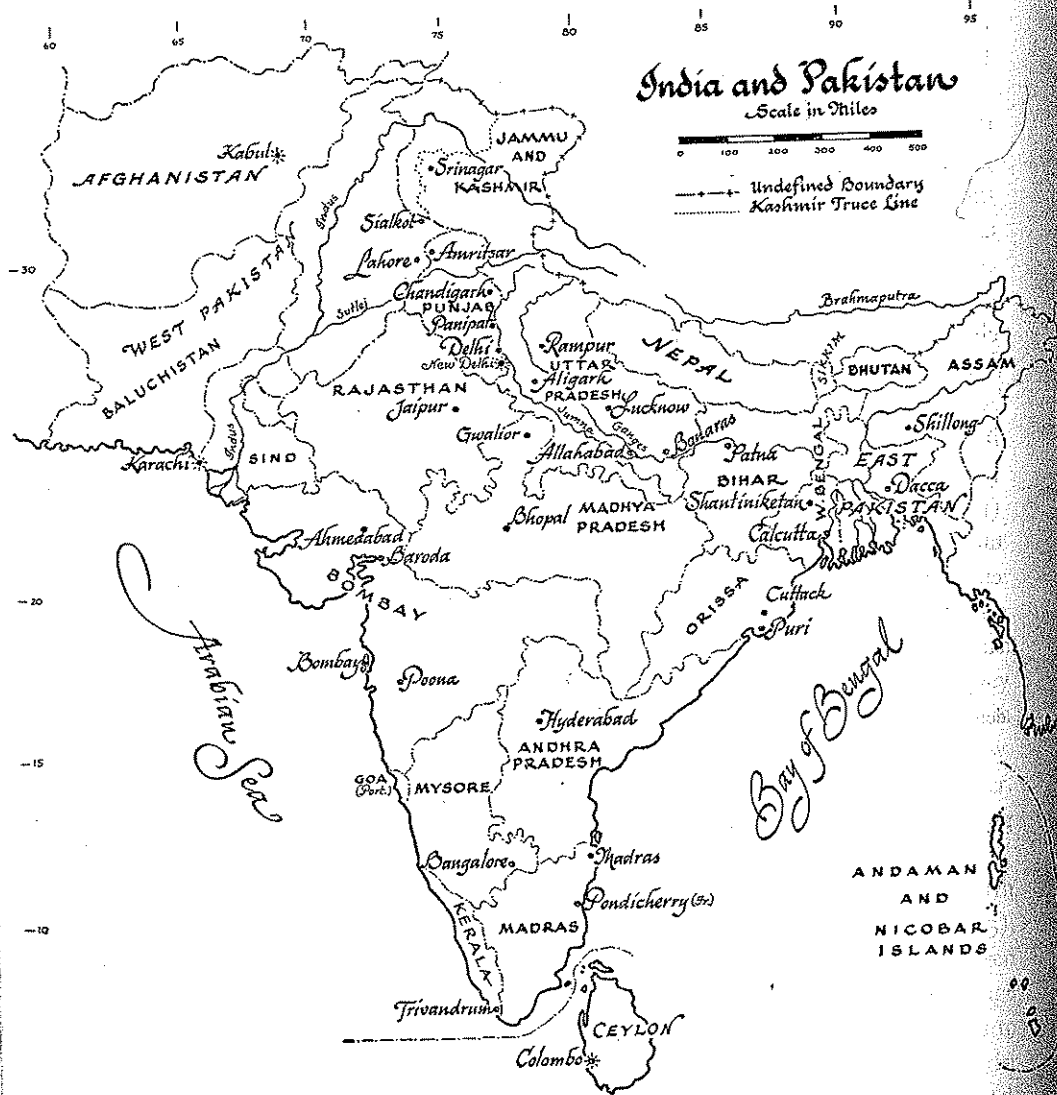 60 65 70 75 80 85 90 95
India and Pakistan
Scale in Miles
0 100 200 300 400 500
Undefined Boundary
Kashmir Truce Line
JAMMU
AND
KASHMIR
Srinagar
Kabul
AFGHANISTAN
Indus
Sialkot
Lahore
Amritsar
-30
Chandigarh
PUNJAB
Sutlej
Panipat
Delhi
New Delhi
WEST PAKISTAN
BALUCHISTAN
Brahmaputra
Rampur
UTTAR
Aligarh
PRADESH
NEPAL
SIKKIM
BHUTAN
ASSAM
RAJASTHAN
Jaipur
Lucknow
Jumna
Ganges
Gwalior
Allahabad
Banaras
Patna
BIHAR
Shantiniketan
W. BENGAL
Shillong
EAST
PAKISTAN
Dacca
Calcutta
Indus
Karachi
SIND
Bhopal
MADHYA
PRADESH
Ahmedabad
Baroda
BOMBAY
-20
ORISSA
Cuttack
Puri
Arabian Sea
Bombay
Poona
Hyderabad
ANDHRA
PRADESH
Bay of Bengal
-15
GOA
(Port.)
MYSORE
Bangalore
Madras
ANDAMAN
AND
NICOBAR
ISLANDS
-10
KERALA
MADRAS
Pondicherry (Fr.)
Trivandrum
CEYLON
Colombo